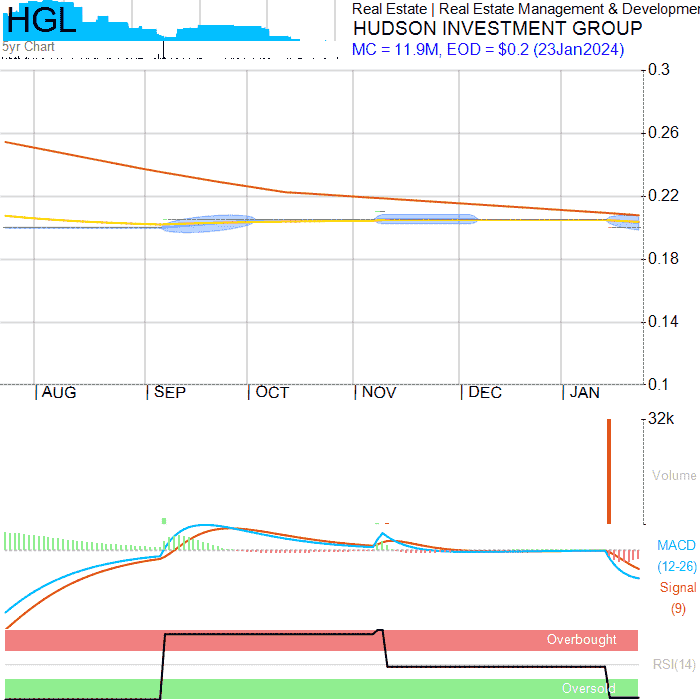 HGL
5yr Chart
Real Estate | Real Estate Management & Developmen
HUDSON INVESTMENT GROUP
MC = 11.9M, EOD = $0.2 (23Jan2024)
0.3
0.26
0.22
0.18
0.14
0.1
AUG
SEP
OCT
NOV
DEC
JAN
32k
Volume
MACD
(12-26)
Signal
(9)
Overbought
RSI(14)
Oversold